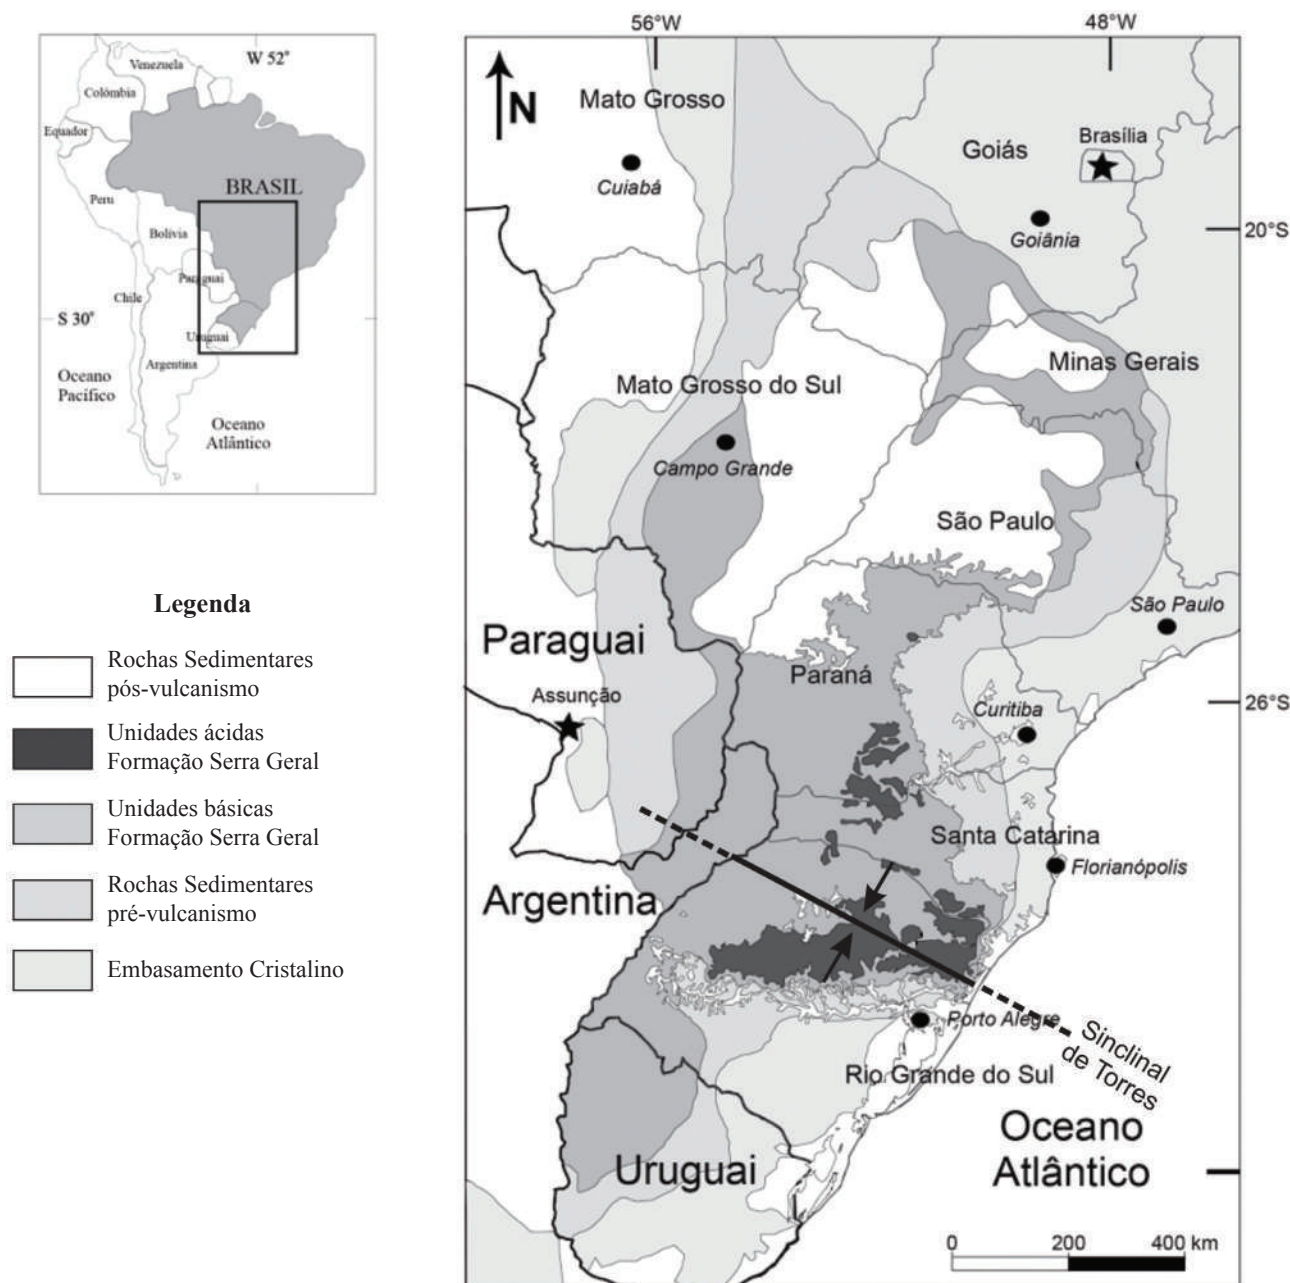 W 52°
Venezuela
Colômbia
Equador
BRASIL
Peru
Bolívia
Paraguai
Chile
S 30°
Uruguai
Argentina
Oceano
Pacífico
Oceano
Atlântico
Legenda
Rochas Sedimentares
pós-vulcanismo
Unidades ácidas
Formação Serra Geral
Unidades básicas
Formação Serra Geral
Rochas Sedimentares
pré-vulcanismo
Embasamento Cristalino
56°W
48°W
N
Mato Grosso
Cuiabá
Goiás
Brasília
Goiânia
20°S
Minas Gerais
Mato Grosso do Sul
Campo Grande
São Paulo
São Paulo
Paraguai
Assunção
Paraná
Curitiba
26°S
Santa Catarina
Florianópolis
Argentina
Porto Alegre
Sinclinal
de Torres
Rio Grande do Sul
Oceano
Atlântico
Uruguai
0 200 400 km